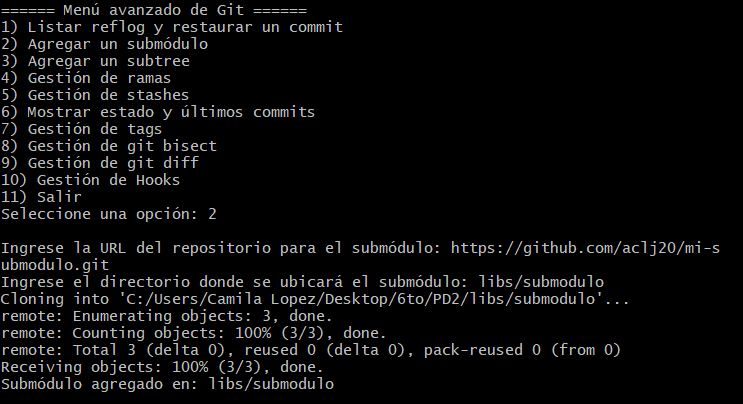 ====== Menú avanzado de Git ======
1) Listar reflog y restaurar un commit
2) Agregar un submódulo
3) Agregar un subtree
4) Gestión de ramas
5) Gestión de stashes
6) Mostrar estado y últimos commits
7) Gestión de tags
8) Gestión de git bisect
9) Gestión de git diff
10) Gestión de Hooks
11) Salir
Seleccione una opción: 2
Ingrese la URL del repositorio para el submódulo: https://github.com/aclj20/mi-s
ubmodulo.git
Ingrese el directorio donde se ubicará el submódulo: libs/submodulo
Cloning into 'C:/Users/Camila Lopez/Desktop/6to/PD2/libs/submodulo'...
remote: Enumerating objects: 3, done.
remote: Counting objects: 100% (3/3), done.
remote: Total 3 (delta 0), reused 0 (delta 0), pack-reused 0 (from 0)
Receiving objects: 100% (3/3), done.
Submódulo agregado en: libs/submodulo